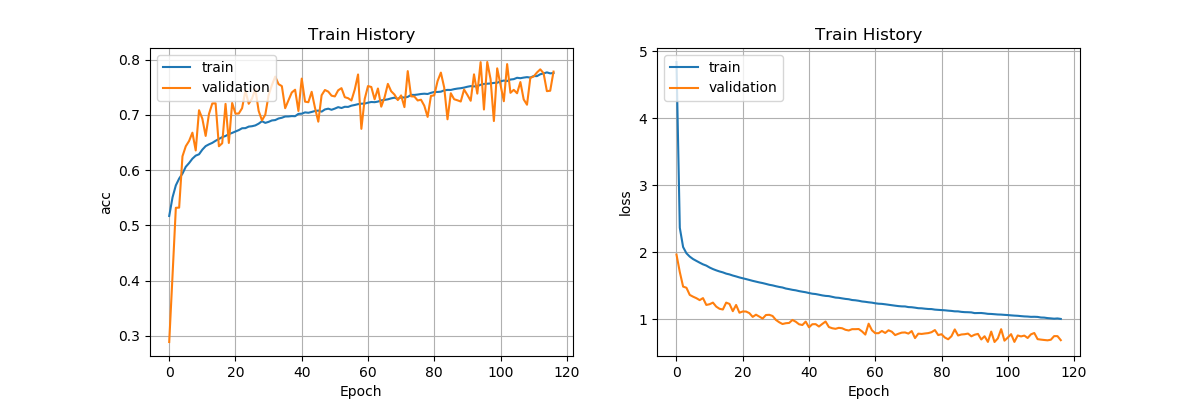 Train History
train
validation
acc
0.8
0.7
0.6
0.5
0.4
0.3
0 20 40 60 80 100 120
Epoch
Train History
train
validation
loss
5
4
3
2
1
0 20 40 60 80 100 120
Epoch